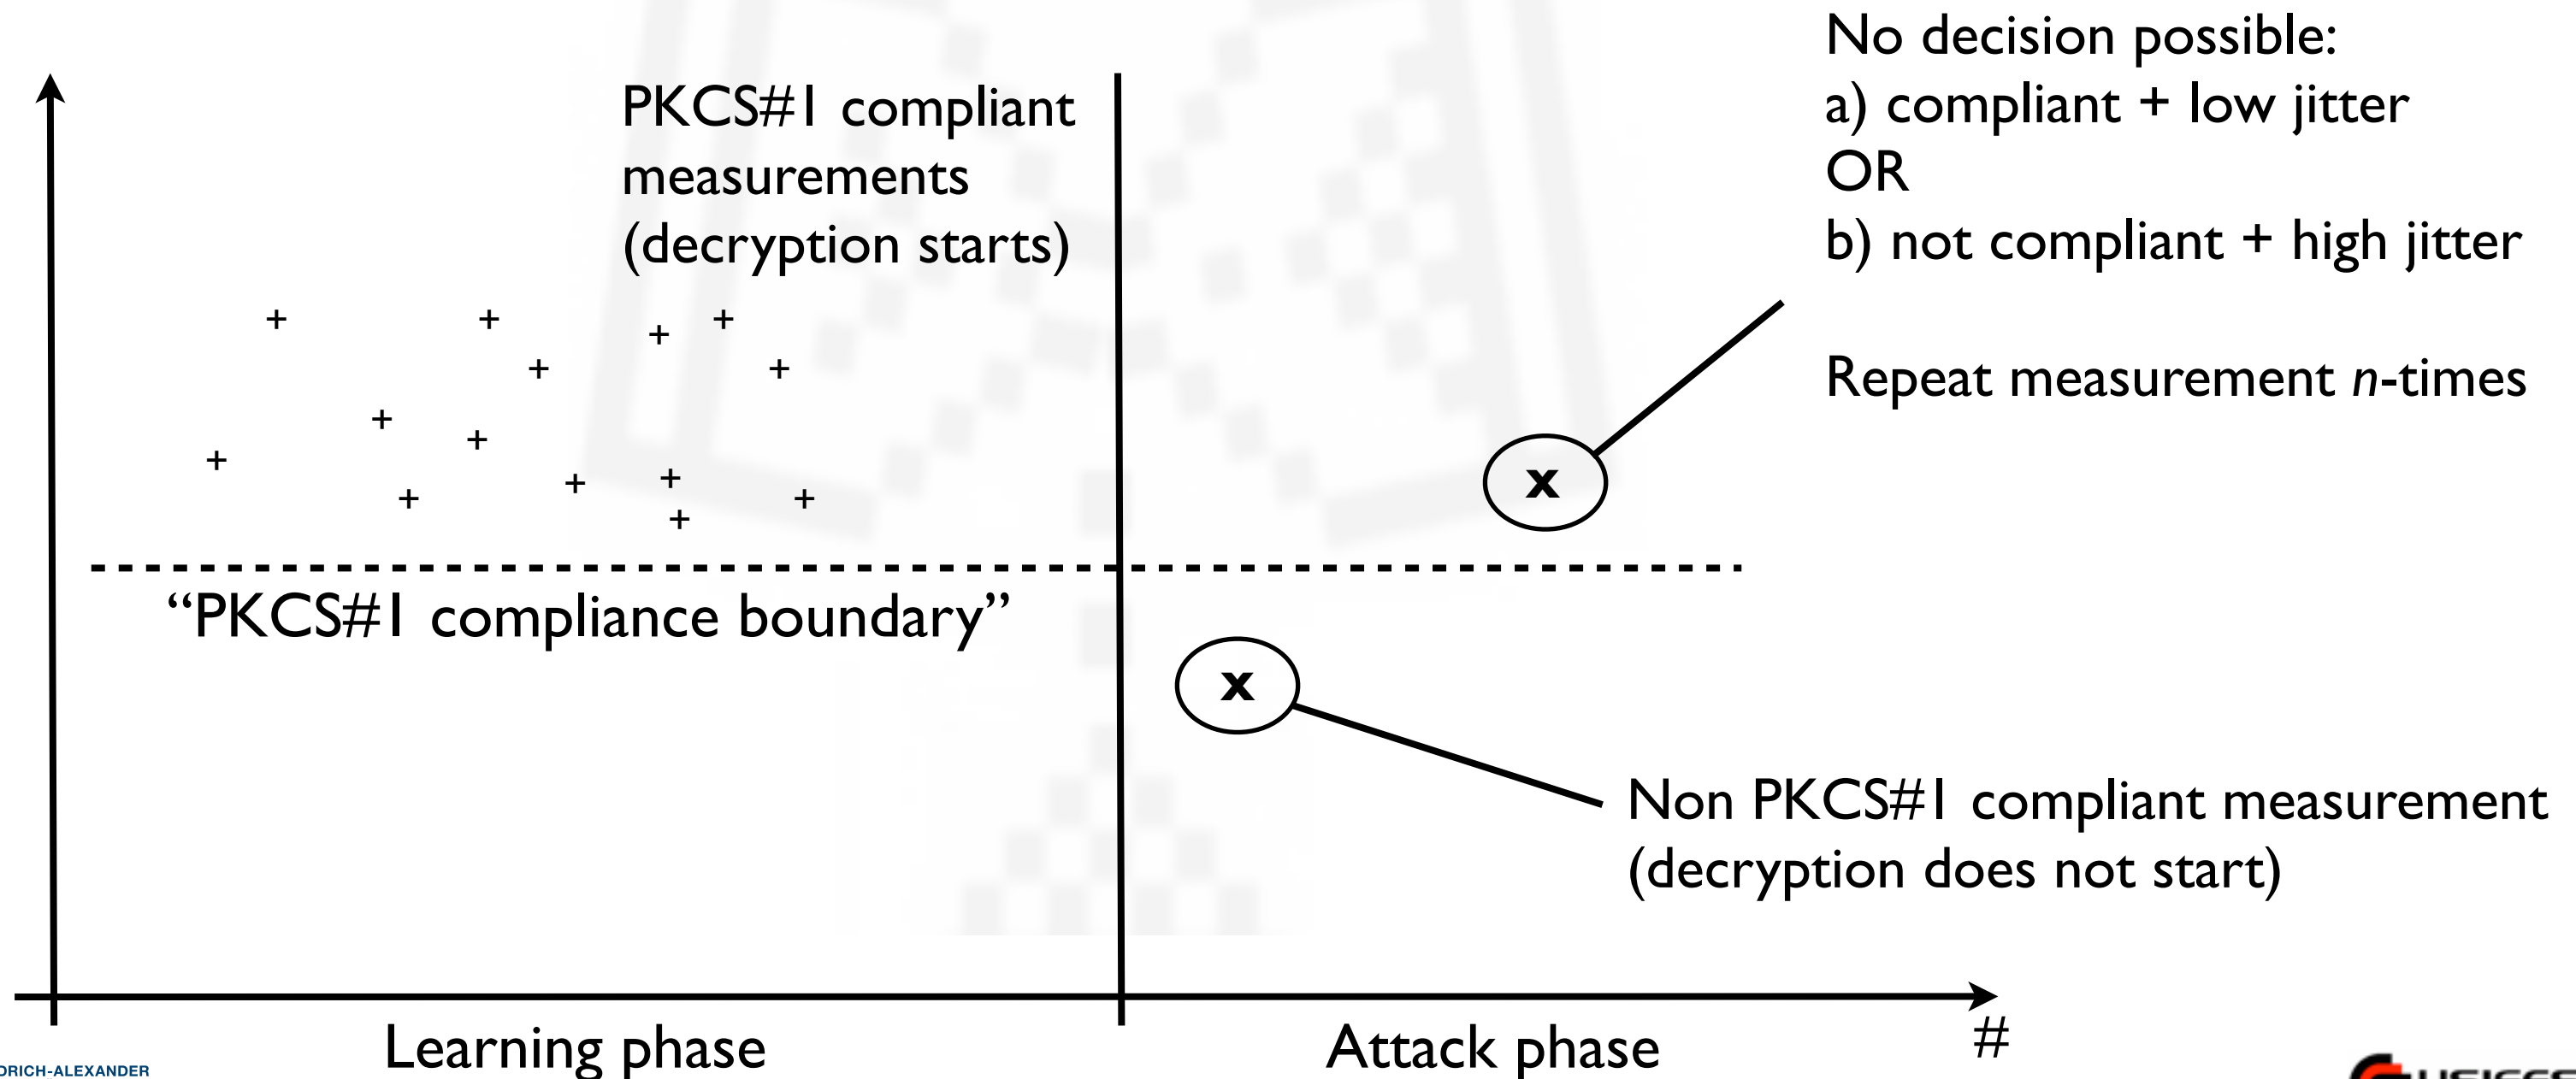 PKCS#1 compliant
measurements
(decryption starts)
No decision possible:
a) compliant + low jitter
OR
b) not compliant + high jitter
Repeat measurement n-times
x
“PKCS#1 compliance boundary”
x
Non PKCS#1 compliant measurement
(decryption does not start)
Learning phase
Attack phase
#
DRICH-ALEXANDER